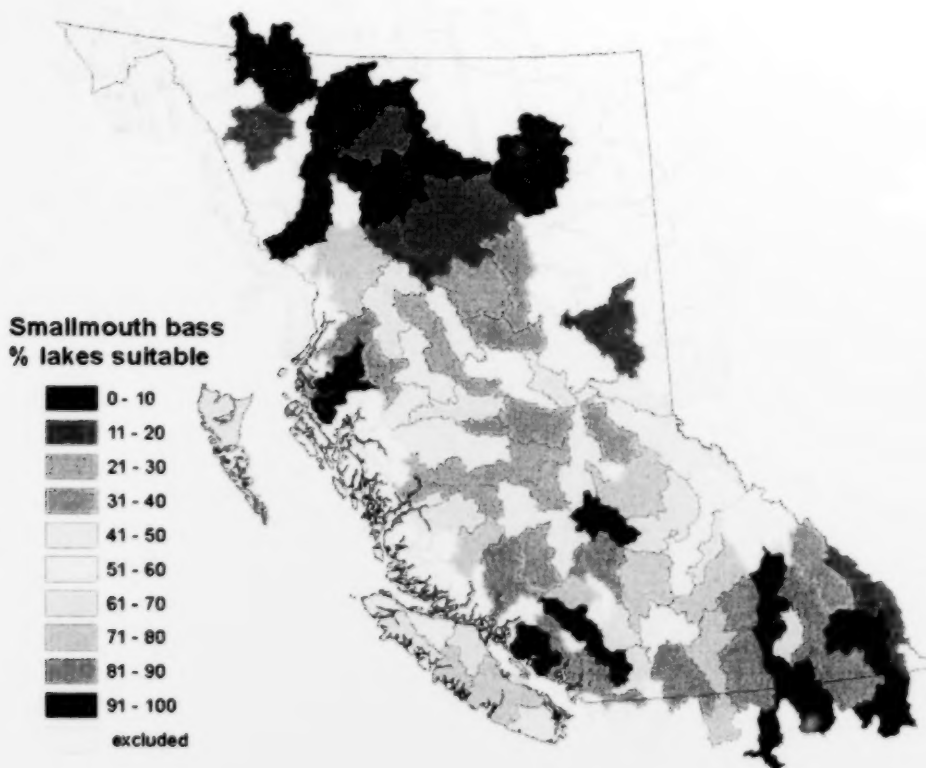 Smallmouth bass
% lakes suitable
0 - 10
11 - 20
21 - 30
31 - 40
41 - 50
51 - 60
61 - 70
71 - 80
81 - 90
91 - 100
excluded